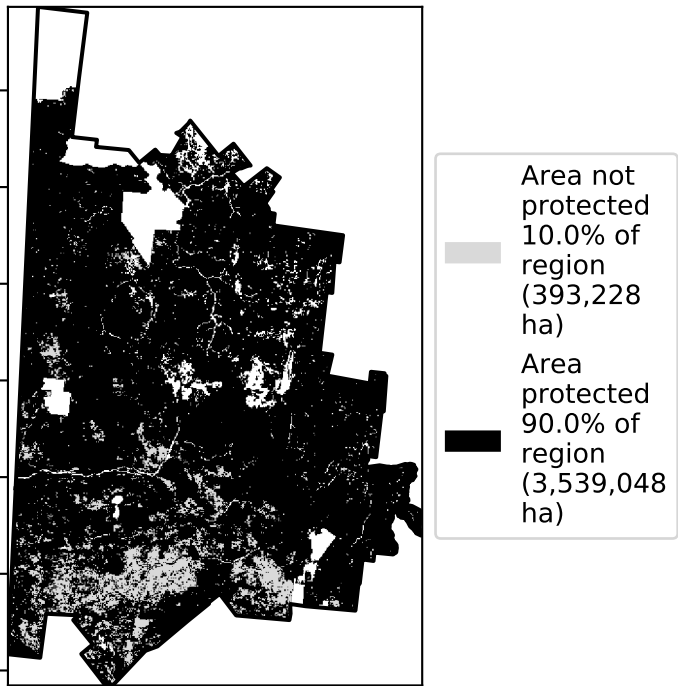 Area not
protected
10.0% of
region
(393,228
ha)
Area
protected
90.0% of
region
(3,539,048
ha)